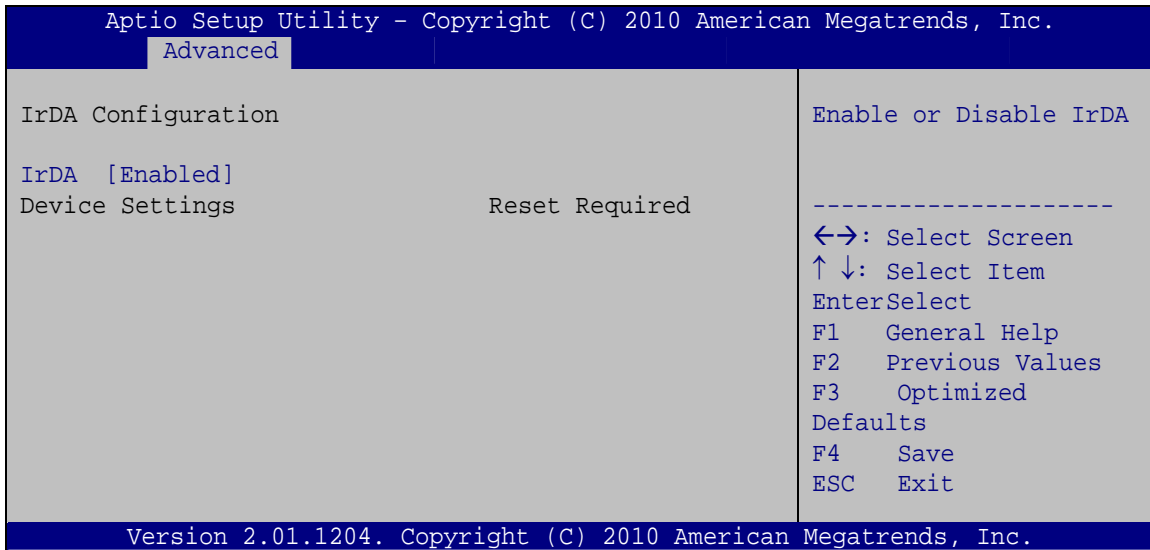 Aptio Setup Utility – Copyright (C) 2010 American Megatrends, Inc.
Advanced
IrDA Configuration
IrDA [Enabled]
Device Settings Reset Required
Enable or Disable IrDA
---------------------
←→: Select Screen
↑ ↓: Select Item
EnterSelect
F1 General Help
F2 Previous Values
F3 Optimized
Defaults
F4 Save
ESC Exit
Version 2.01.1204. Copyright (C) 2010 American Megatrends, Inc.